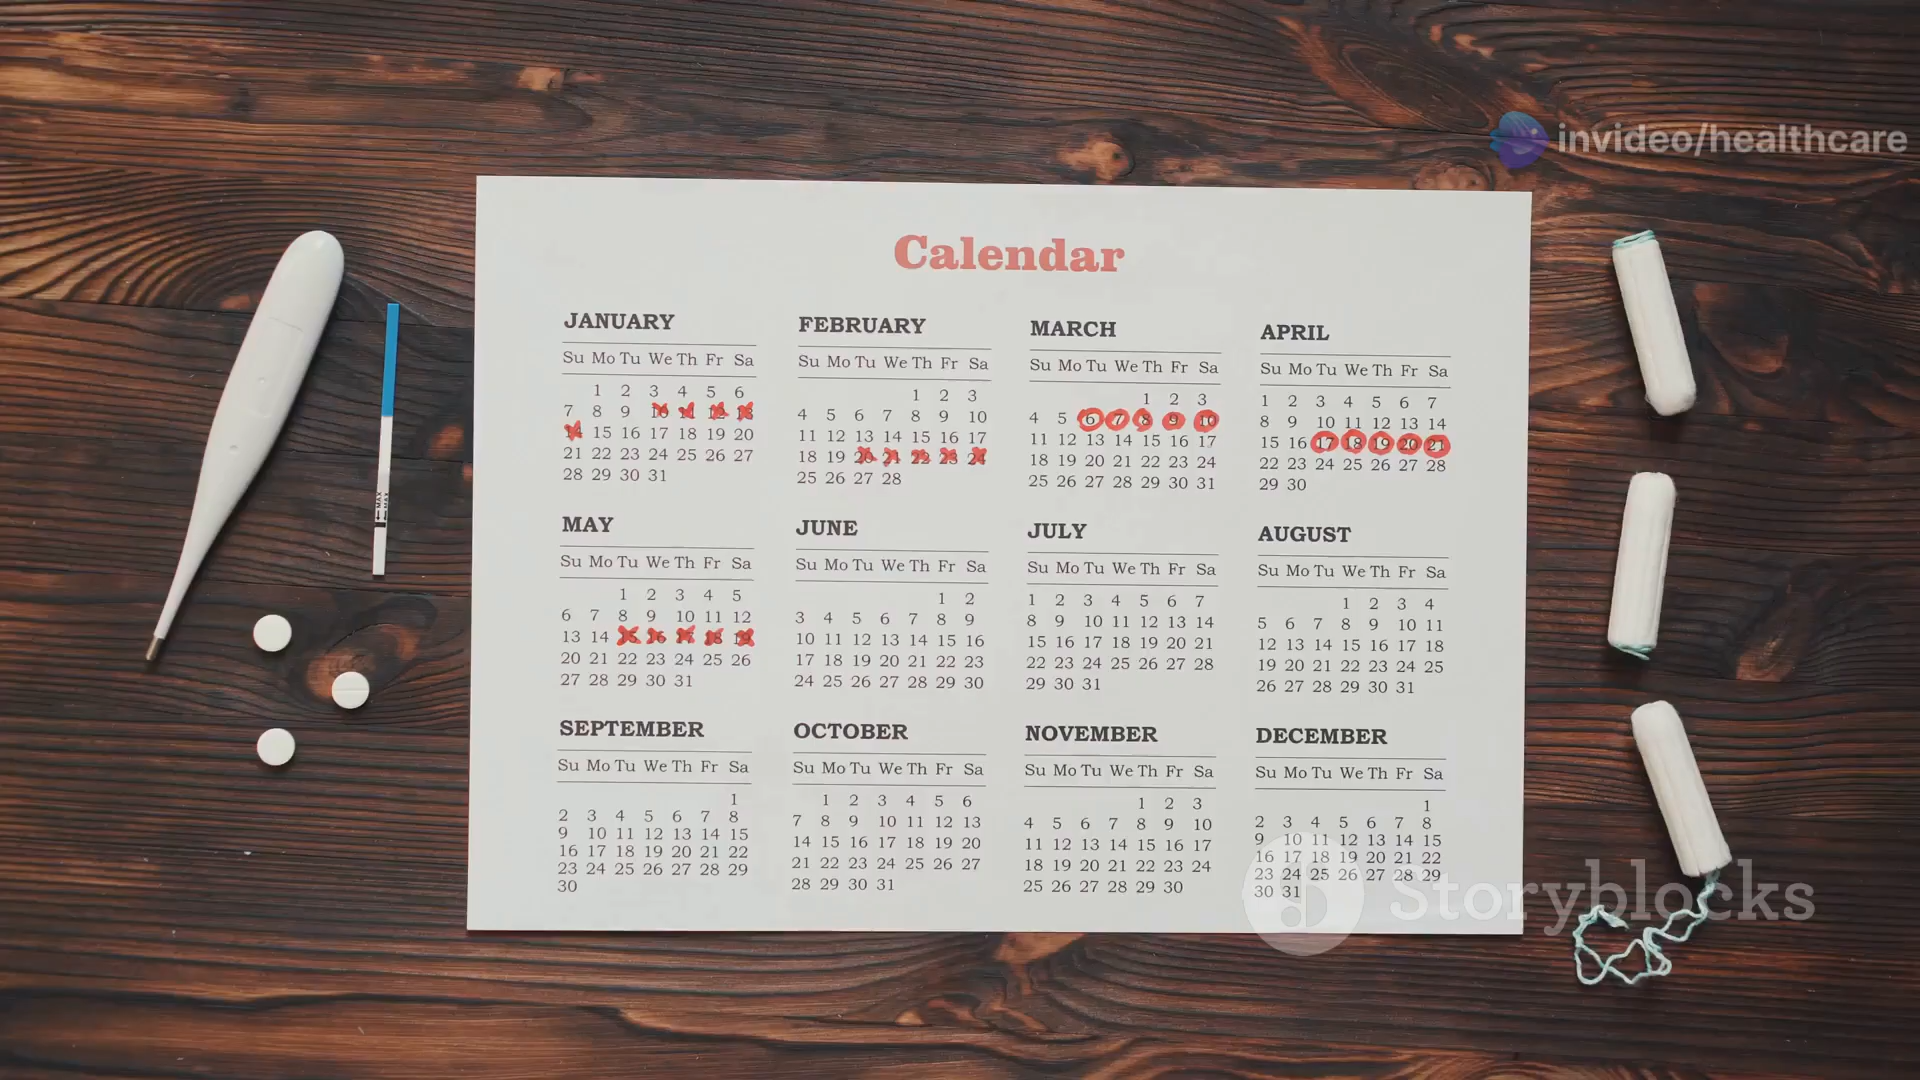 invideo/healthcare
Calendar
JANUARY FEBRUARY MARCH APRIL
Su Mo Tu We Th Fr Sa Su Mo Tu We Th Fr Sa Su Mo Tu We Th Fr Sa Su Mo Tu We Th Fr Sa
1 2 3 4 5 6 1 2 3 1 2 3 1 2 3 4 5 6 7
7 8 9 10 11 12 13 4 5 6 7 8 9 10 4 5 6 7 8 9 10 8 9 10 11 12 13 14
14 15 16 17 18 19 20 11 12 13 14 15 16 17 11 12 13 14 15 16 17 15 16 17 18 19 20 21
21 22 23 24 25 26 27 18 19 20 21 22 23 24 18 19 20 21 22 23 24 22 23 24 25 26 27 28
28 29 30 31 25 26 27 28 25 26 27 28 29 30 31 29 30
MAY JUNE JULY AUGUST
Su Mo Tu We Th Fr Sa Su Mo Tu We Th Fr Sa Su Mo Tu We Th Fr Sa Su Mo Tu We Th Fr Sa
1 2 3 4 5 1 2 1 2 3 4 5 6 7 1 2 3 4
6 7 8 9 10 11 12 3 4 5 6 7 8 9 8 9 10 11 12 13 14 5 6 7 8 9 10 11
13 14 15 16 17 18 19 10 11 12 13 14 15 16 15 16 17 18 19 20 21 12 13 14 15 16 17 18
20 21 22 23 24 25 26 17 18 19 20 21 22 23 22 23 24 25 26 27 28 19 20 21 22 23 24 25
27 28 29 30 31 24 25 26 27 28 29 30 29 30 31 26 27 28 29 30 31
SEPTEMBER OCTOBER NOVEMBER DECEMBER
Su Mo Tu We Th Fr Sa Su Mo Tu We Th Fr Sa Su Mo Tu We Th Fr Sa Su Mo Tu We Th Fr Sa
1 1 2 3 4 5 6 1 2 3 1
2 3 4 5 6 7 8 7 8 9 10 11 12 13 4 5 6 7 8 9 10 2 3 4 5 6 7 8
9 10 11 12 13 14 15 14 15 16 17 18 19 20 11 12 13 14 15 16 17 9 10 11 12 13 14 15
16 17 18 19 20 21 22 21 22 23 24 25 26 27 18 19 20 21 22 23 24 16 17 18 19 20 21 22
23 24 25 26 27 28 29 28 29 30 31 25 26 27 28 29 30 23 24 25 26 27 28 29
30 30 31
MAX
MAX
Storyblocks